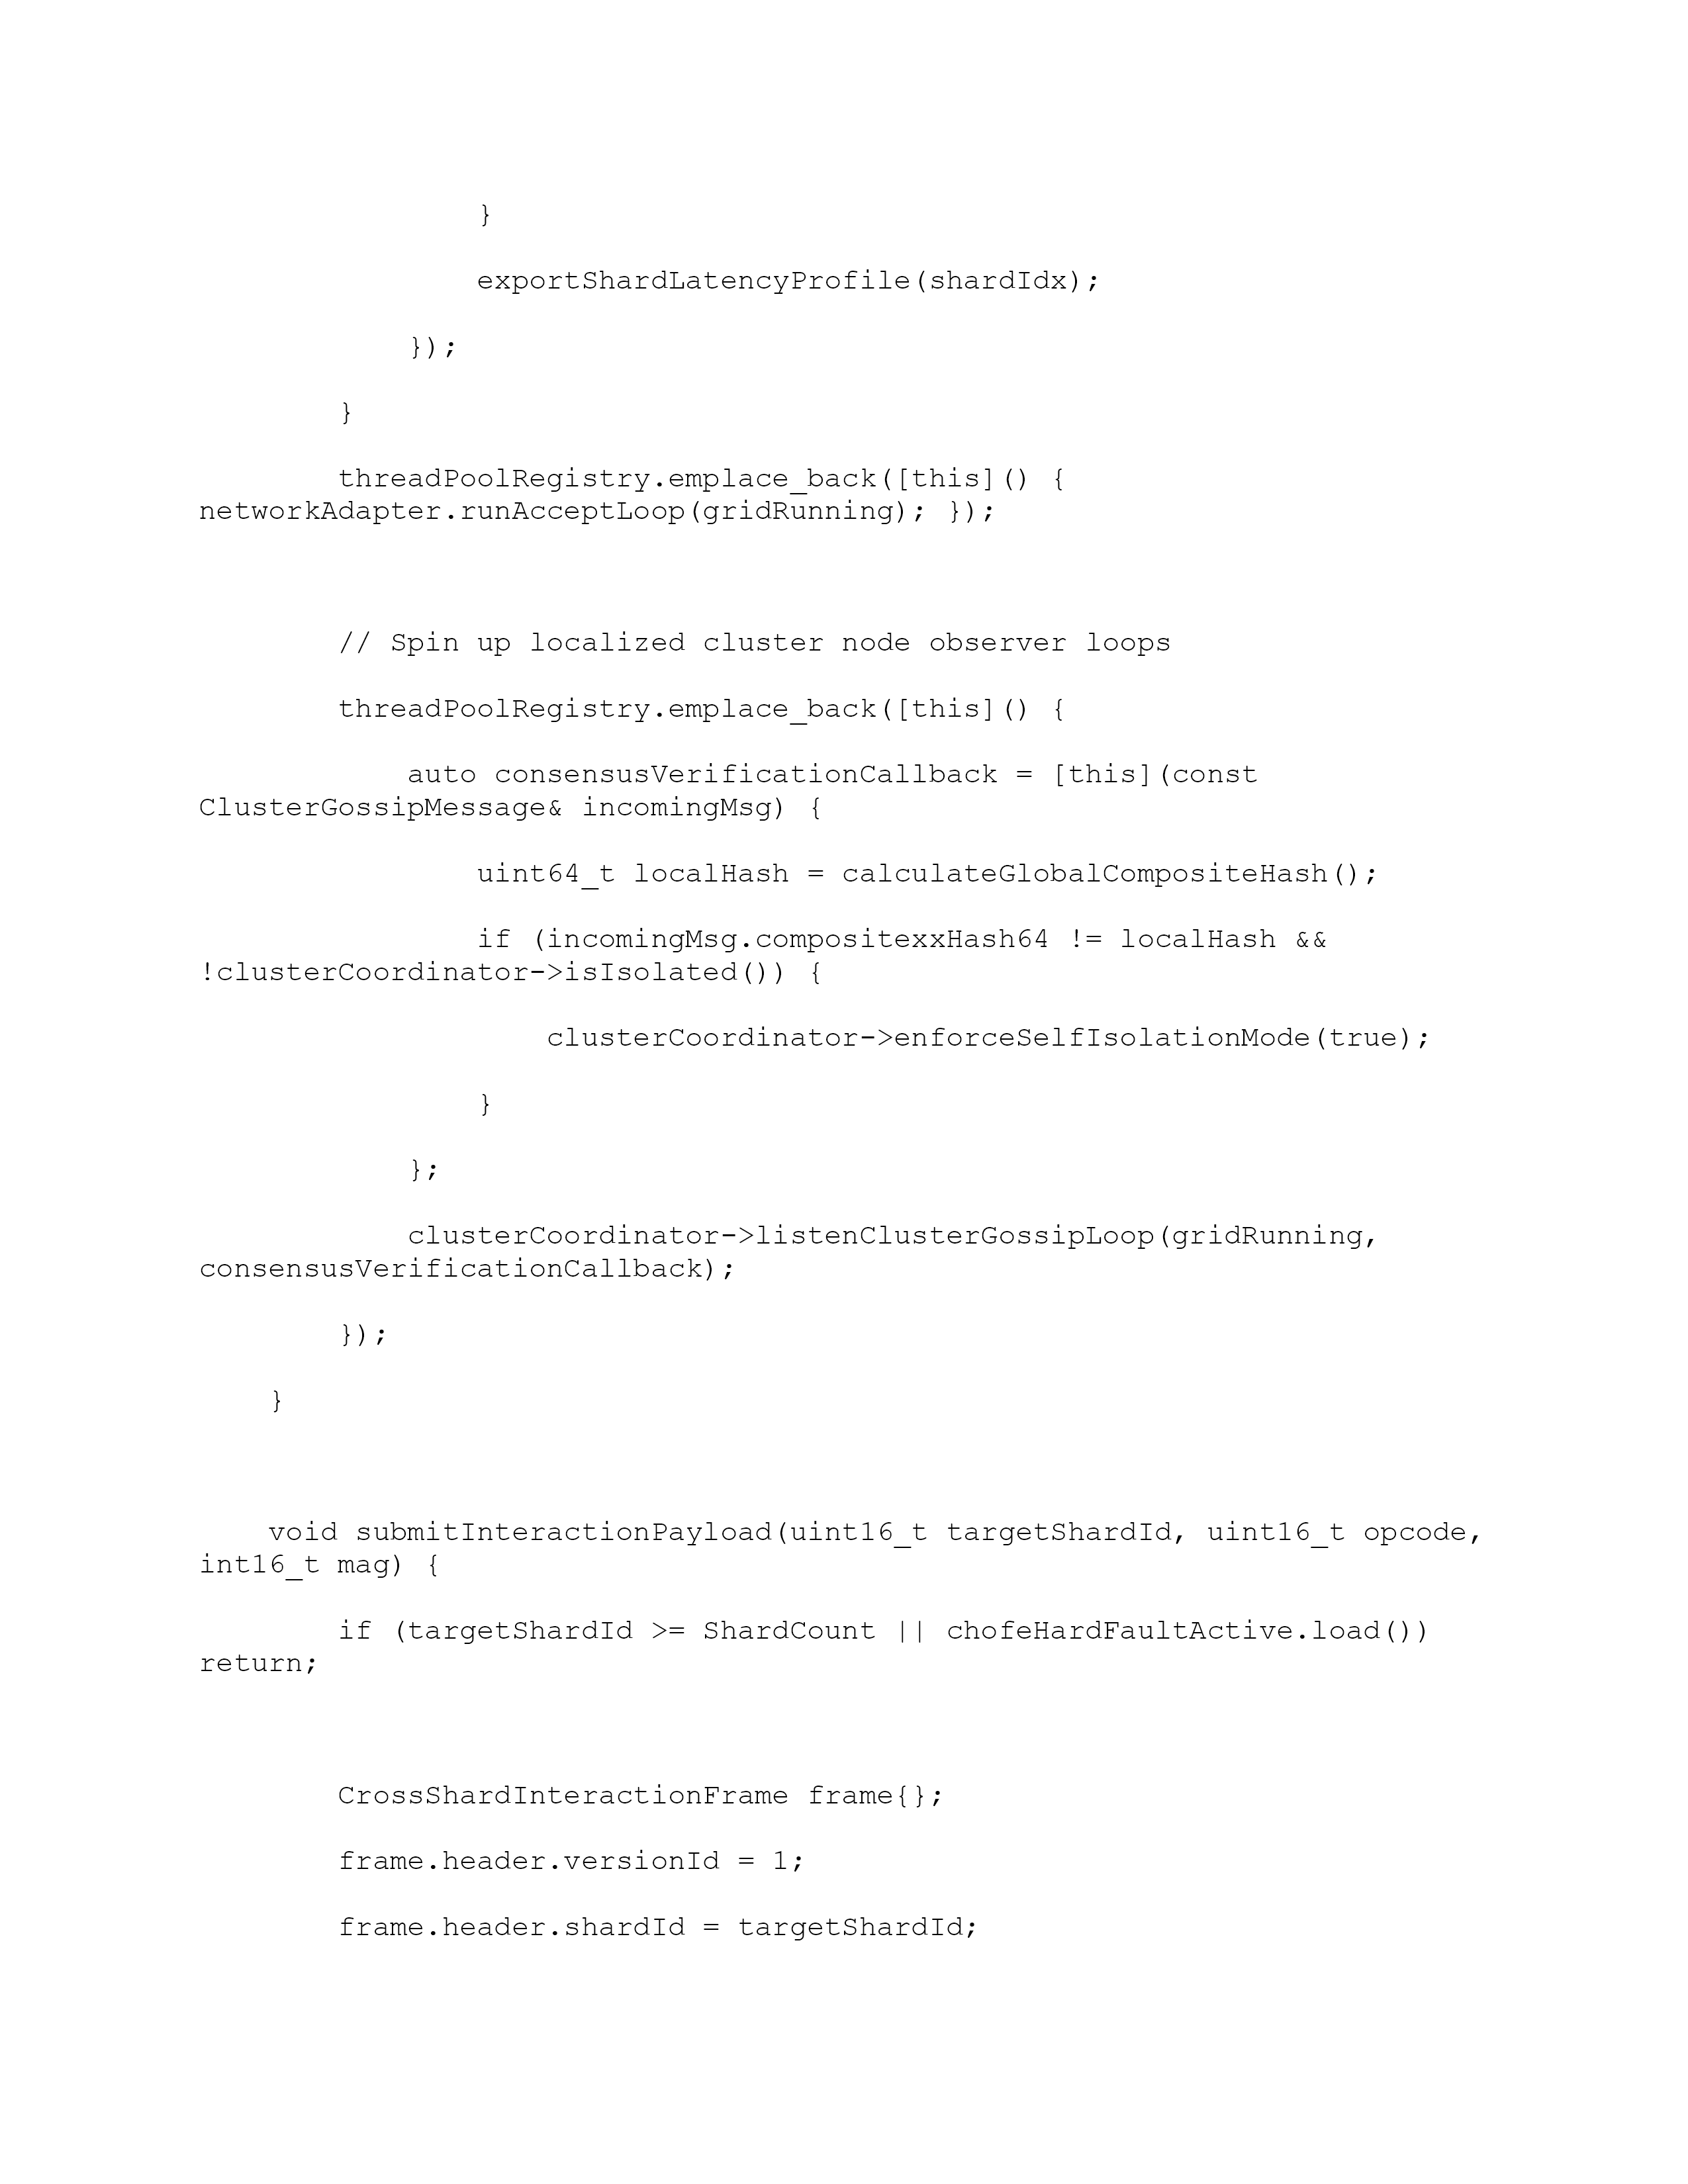 }
exportShardLatencyProfile(shardIdx);
});
}
threadPoolRegistry.emplace_back([this]() {
networkAdapter.runAcceptLoop(gridRunning); });
// Spin up localized cluster node observer loops
threadPoolRegistry.emplace_back([this]() {
auto consensusVerificationCallback = [this](const
ClusterGossipMessage& incomingMsg) {
uint64_t localHash = calculateGlobalCompositeHash();
if (incomingMsg.compositexxHash64 != localHash &&
!clusterCoordinator->isIsolated()) {
clusterCoordinator->enforceSelfIsolationMode(true);
}
};
clusterCoordinator->listenClusterGossipLoop(gridRunning,
consensusVerificationCallback);
});
}
void submitInteractionPayload(uint16_t targetShardId, uint16_t opcode,
int16_t mag) {
if (targetShardId >= ShardCount || chofeHardFaultActive.load())
return;
CrossShardInteractionFrame frame{};
frame.header.versionId = 1;
frame.header.shardId = targetShardId;